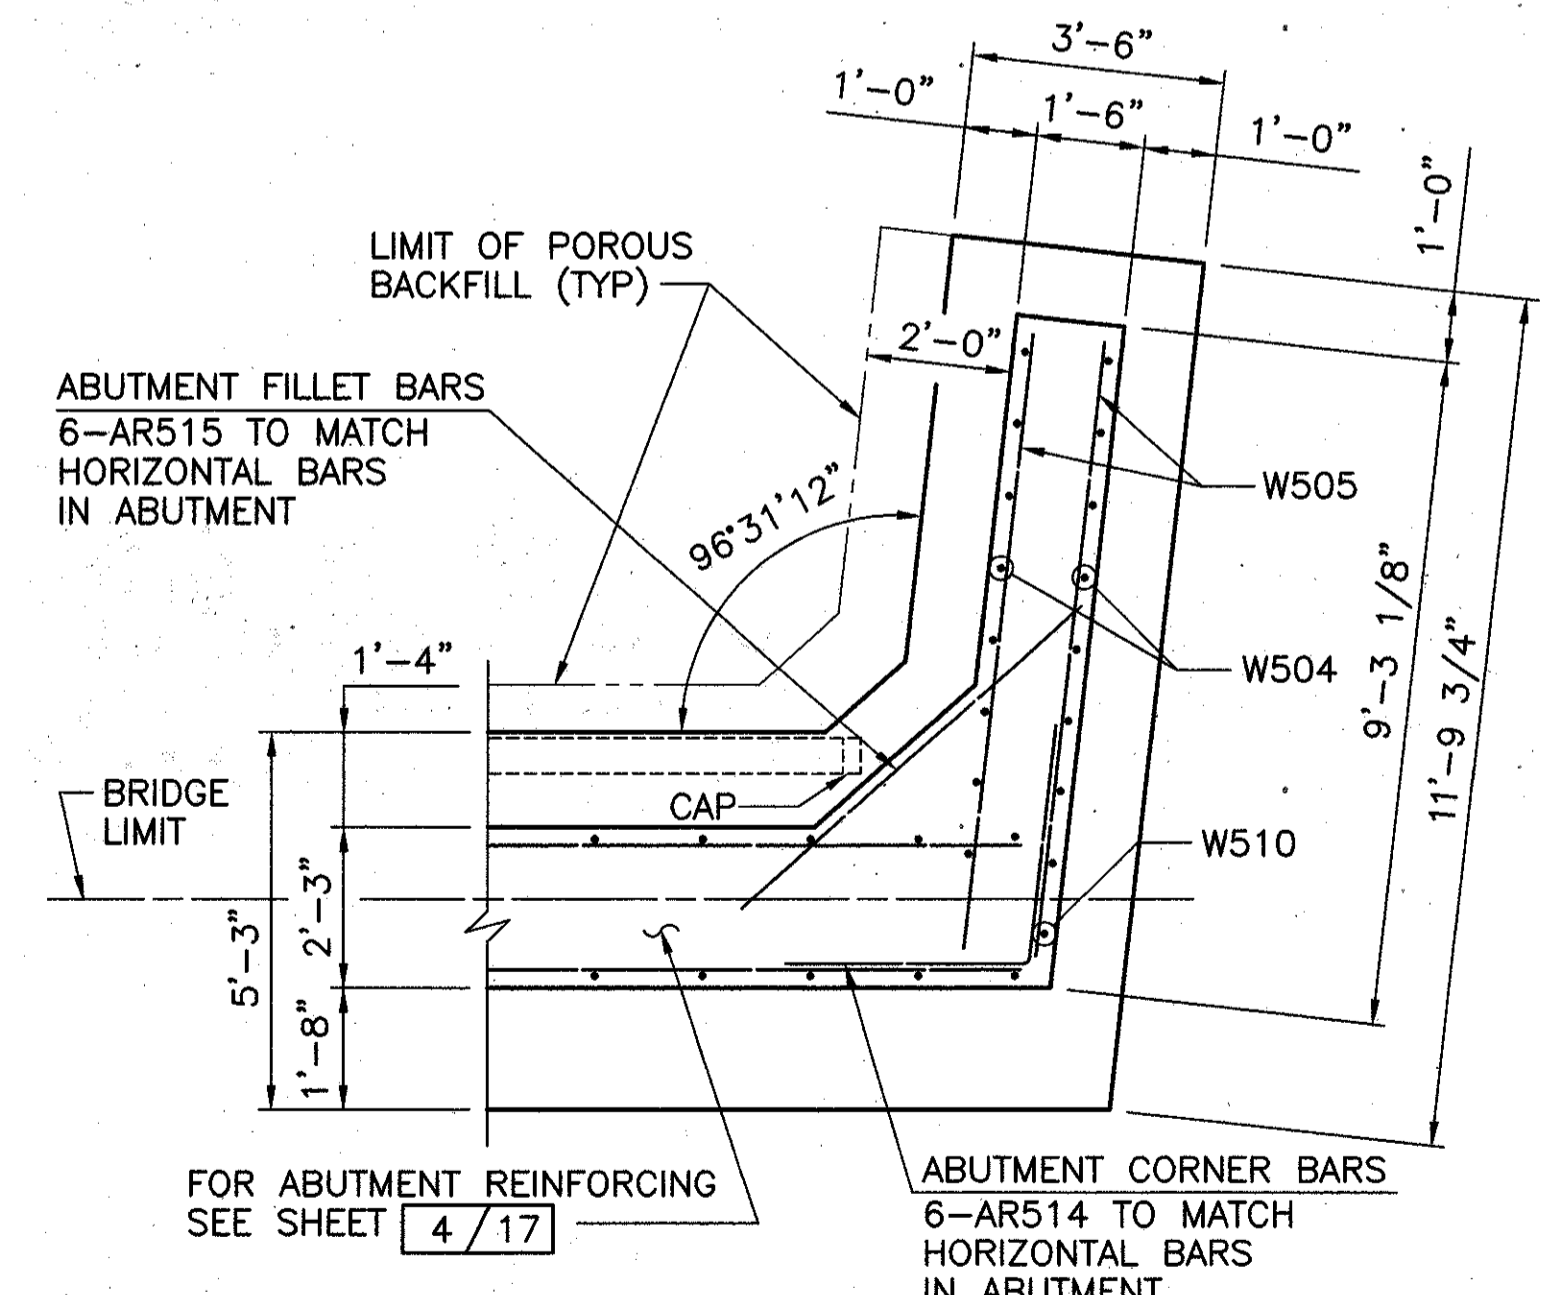 3'-6"
1'-0"
1'-6"
1'-0"
1'-0"
LIMIT OF POROUS
BACKFILL (TYP)
2'-0"
ABUTMENT FILLET BARS
6-AR515 TO MATCH
HORIZONTAL BARS
IN ABUTMENT
96°31'12"
W505
1'-4"
W504
9'-3 1/8"
11'-9 3/4"
BRIDGE
LIMIT
CAP
W510
5'-3"
2'-3"
1'-8"
FOR ABUTMENT REINFORCING
SEE SHEET 4/17
ABUTMENT CORNER BARS
6-AR514 TO MATCH
HORIZONTAL BARS
IN ABUTMENT